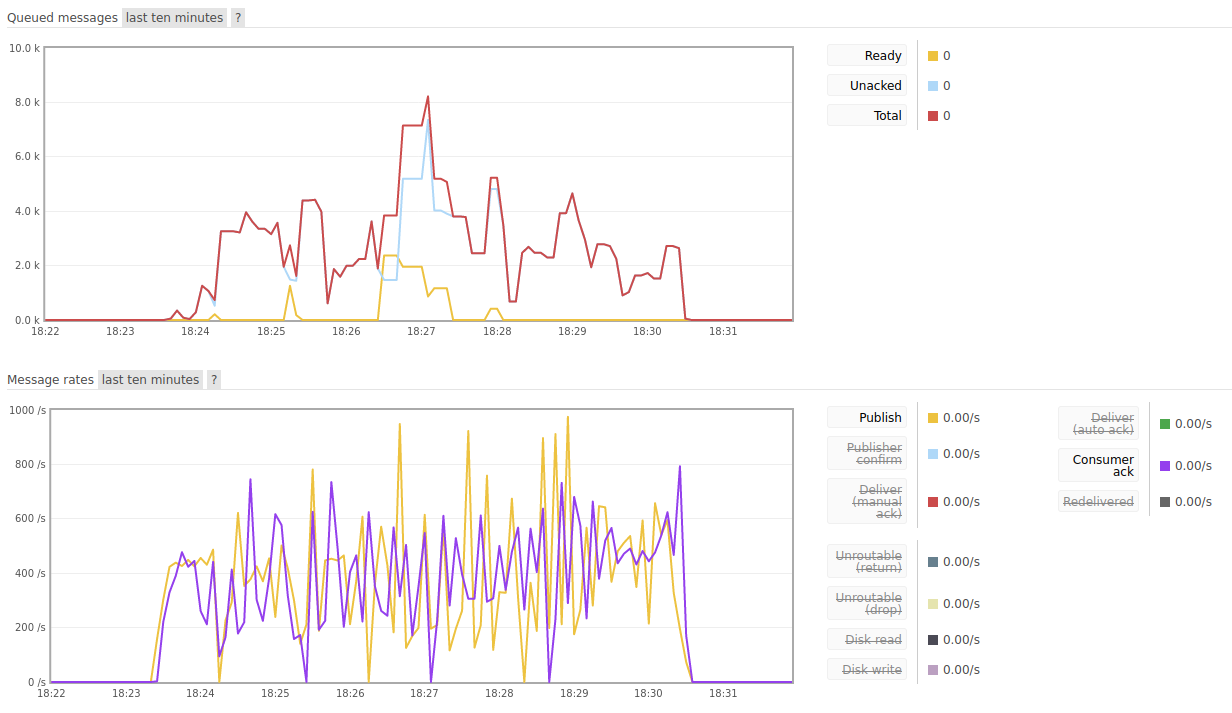 Queued messages last ten minutes ?
10.0 k
8.0 k
6.0 k
4.0 k
2.0 k
0.0 k
18:22 18:23 18:24 18:25 18:26 18:27 18:28 18:29 18:30 18:31
Ready 0
Unacked 0
Total 0
Message rates last ten minutes ?
1000 /s
800 /s
600 /s
400 /s
200 /s
0 /s
18:22 18:23 18:24 18:25 18:26 18:27 18:28 18:29 18:30 18:31
Publish 0.00/s
Publisher
confirm 0.00/s
Deliver
(manual
ack) 0.00/s
Unroutable
(return) 0.00/s
Unroutable
(drop) 0.00/s
Disk read 0.00/s
Disk write 0.00/s
Deliver
(auto ack) 0.00/s
Consumer
ack 0.00/s
Redelivered 0.00/s